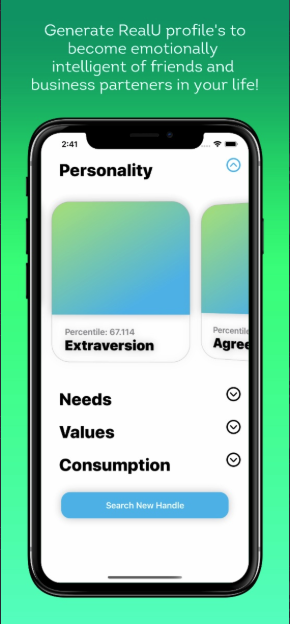 Generate RealU profile's to
become emotionally
intelligent of friends and
business parteners in your life!
2:41
Personality
Percentile: 67.114
Extraversion
Percentile
Agree
Needs
Values
Consumption
Search New Handle